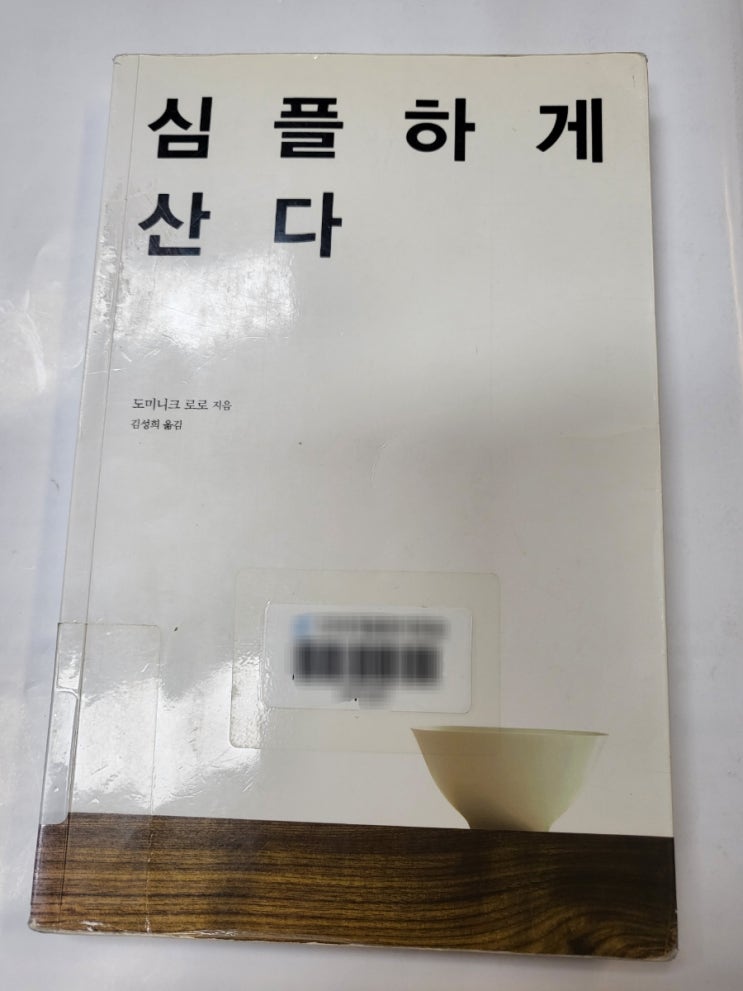 심플하게
산다
도미니크 로로 지음
김성희 옮김